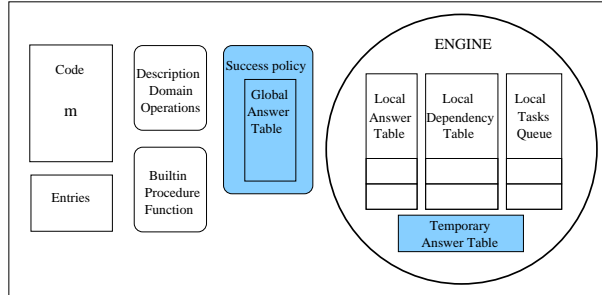 Code
m
Entries
Description
Domain
Operations
Builtin
Procedure
Function
Success policy
Global
Answer
Table
ENGINE
Local
Answer
Table
Local
Dependency
Table
Local
Tasks
Queue
Temporary
Answer Table